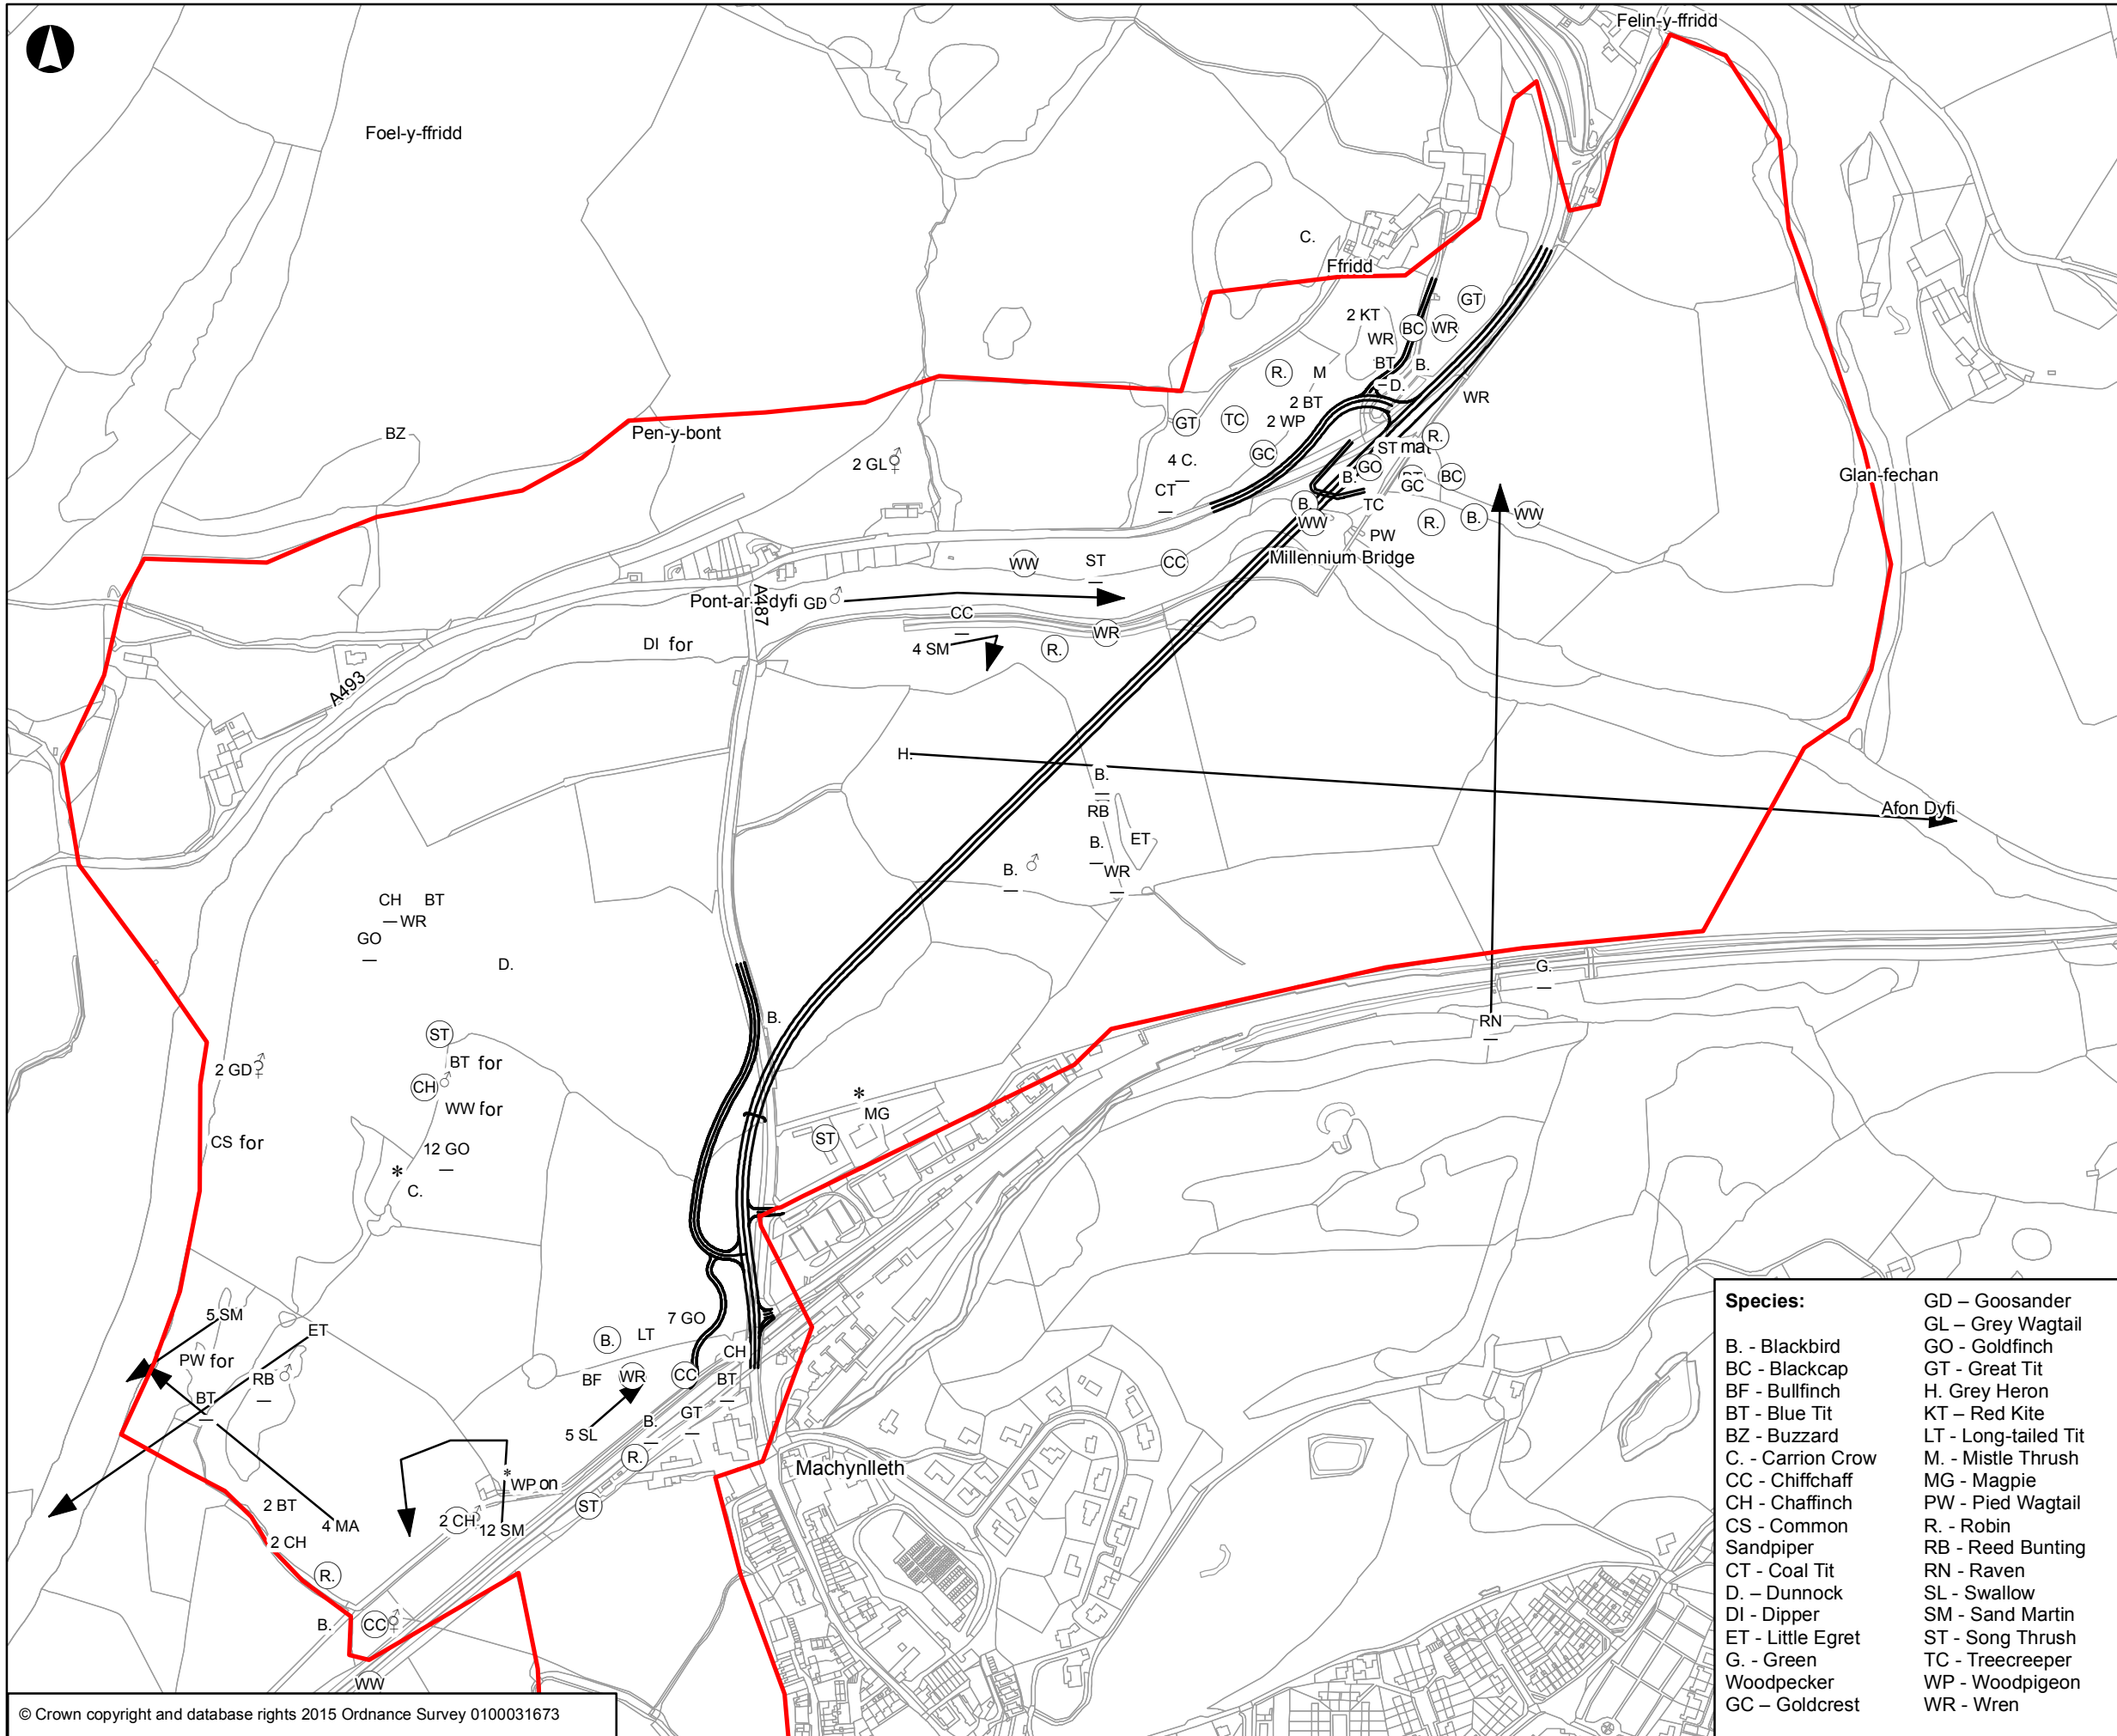 Felin-y-ffridd
Foel-y-ffridd
C.
Ffridd
GT
2 KT
BC
WR
WR
BT
B.
R.
M
D.
WR
2 BT
GT
TC
2 WP
BZ
Pen-y-bont
R.
ST mat
2 GL
GC
4 C.
GO
B.
BC
GC
Glan-fechan
CT
B.
TC
WW
R.
B.
WW
PW
Millennium Bridge
WW
ST
CC
A487
Pont-ar-dyfi
GD
CC
WR
DI for
4 SM
R.
A493
H.
B.
RB
Afon Dyfi
B.
ET
B.
WR
CH BT
WR
GO
D.
G.
B.
RN
ST
BT for
2 GD
CH
WW for
MG
CS for
ST
12 GO
C.
5 SM
ET
7 GO
B.
LT
PW for
CH
RB
BF
WR
CC
BT
BT
GT
B.
5 SL
R.
Machynlleth
WP on
2 BT
ST
4 MA
2 CH
12 SM
2 CH
R.
B.
CC
WW
Species:
B. - Blackbird
BC - Blackcap
BF - Bullfinch
BT - Blue Tit
BZ - Buzzard
C. - Carrion Crow
CC - Chiffchaff
CH - Chaffinch
CS - Common
Sandpiper
CT - Coal Tit
D. – Dunnock
DI - Dipper
ET - Little Egret
G. - Green
Woodpecker
GC – Goldcrest
GD – Goosander
GL – Grey Wagtail
GO - Goldfinch
GT - Great Tit
H. Grey Heron
KT – Red Kite
LT - Long-tailed Tit
M. - Mistle Thrush
MG - Magpie
PW - Pied Wagtail
R. - Robin
RB - Reed Bunting
RN - Raven
SL - Swallow
SM - Sand Martin
ST - Song Thrush
TC - Treecreeper
WP - Woodpigeon
WR - Wren
© Crown copyright and database rights 2015 Ordnance Survey 0100031673